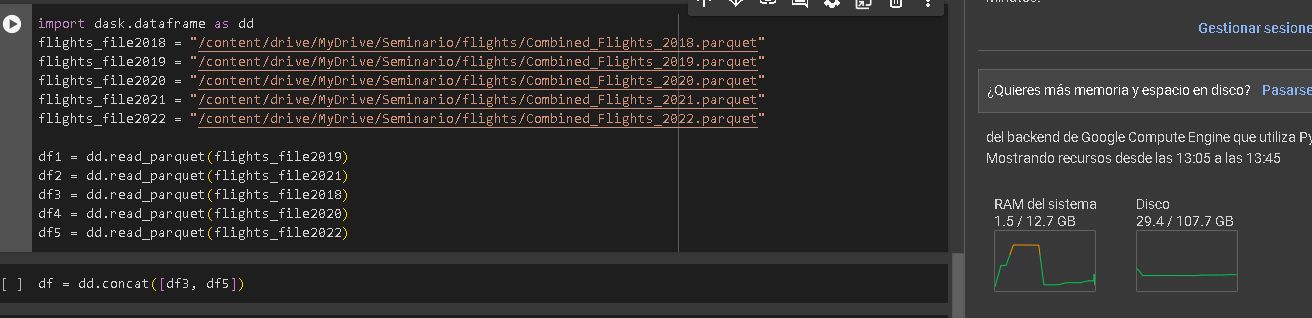 import dask.dataframe as dd
flights_file2018 = "/content/drive/MyDrive/Seminario/flights/Combined_Flights_2018.parquet"
flights_file2019 = "/content/drive/MyDrive/Seminario/flights/Combined_Flights_2019.parquet"
flights_file2020 = "/content/drive/MyDrive/Seminario/flights/Combined_Flights_2020.parquet"
flights_file2021 = "/content/drive/MyDrive/Seminario/flights/Combined_Flights_2021.parquet"
flights_file2022 = "/content/drive/MyDrive/Seminario/flights/Combined_Flights_2022.parquet"
df1 = dd.read_parquet(flights_file2019)
df2 = dd.read_parquet(flights_file2021)
df3 = dd.read_parquet(flights_file2018)
df4 = dd.read_parquet(flights_file2020)
df5 = dd.read_parquet(flights_file2022)
[ ] df = dd.concat([df3, df5])
Gestionar sesione
¿Quieres más memoria y espacio en disco? Pasarse
del backend de Google Compute Engine que utiliza Py
Mostrando recursos desde las 13:05 a las 13:45
RAM del sistema
1.5 / 12.7 GB
Disco
29.4 / 107.7 GB